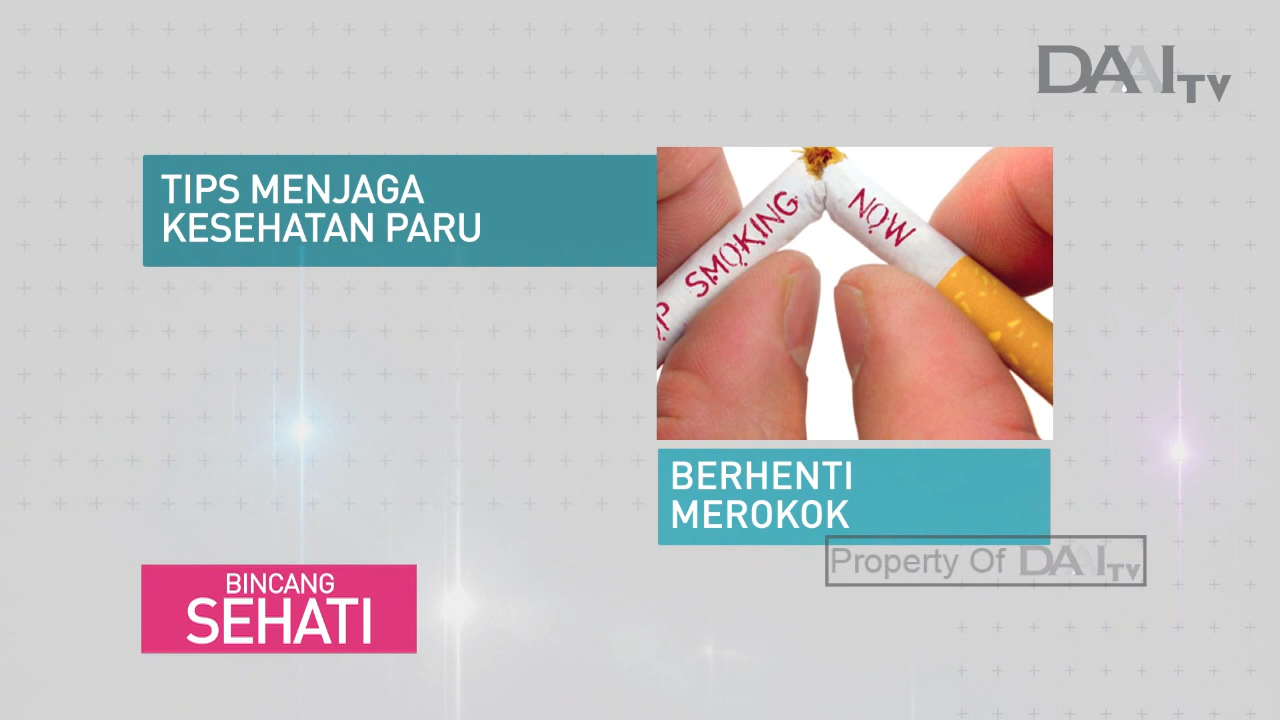 DAAI TV
TIPS MENJAGA
KESEHATAN PARU
SMOKING
NOW
BERHENTI
MEROKOK
Property Of DAAI TV
BINCANG
SEHATI